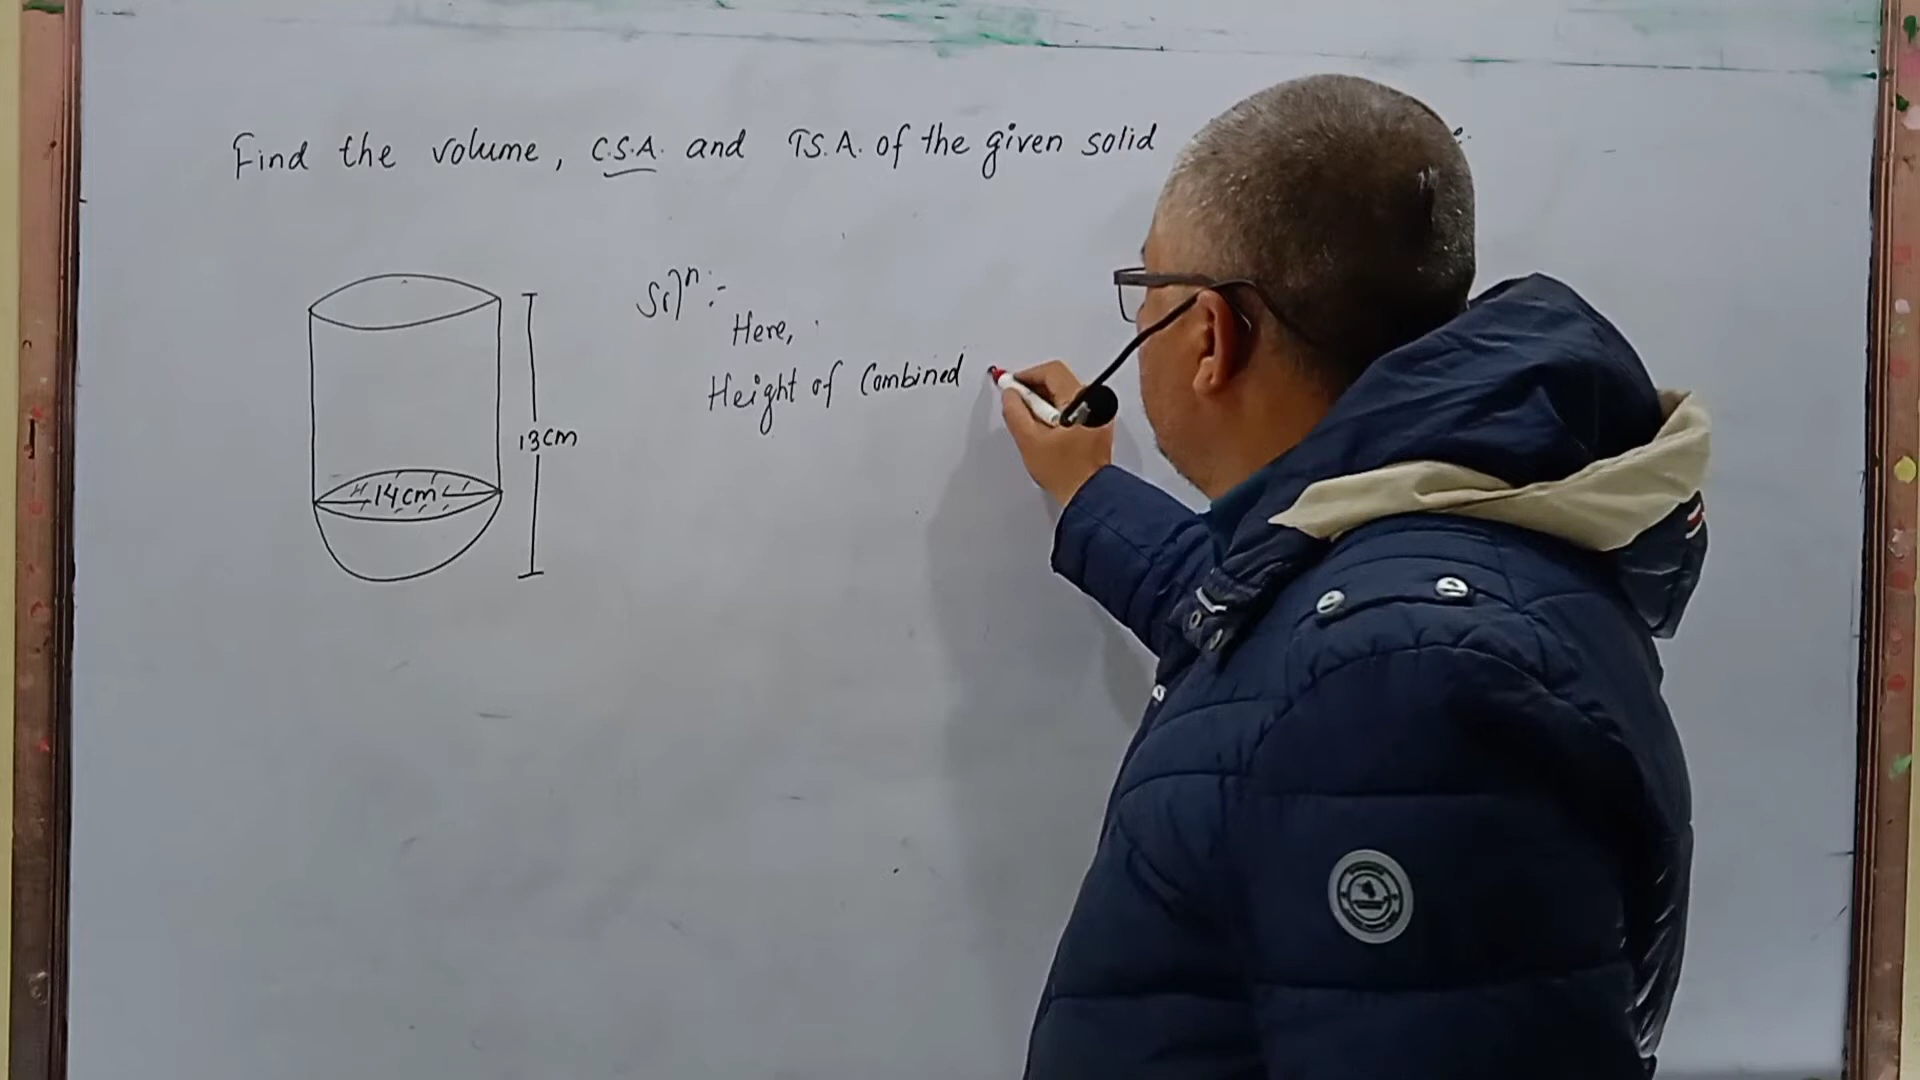 Find the volume, C.S.A. and T.S.A. of the given solid
Soln:-
Here,
Height of Combined
13cm
14cm